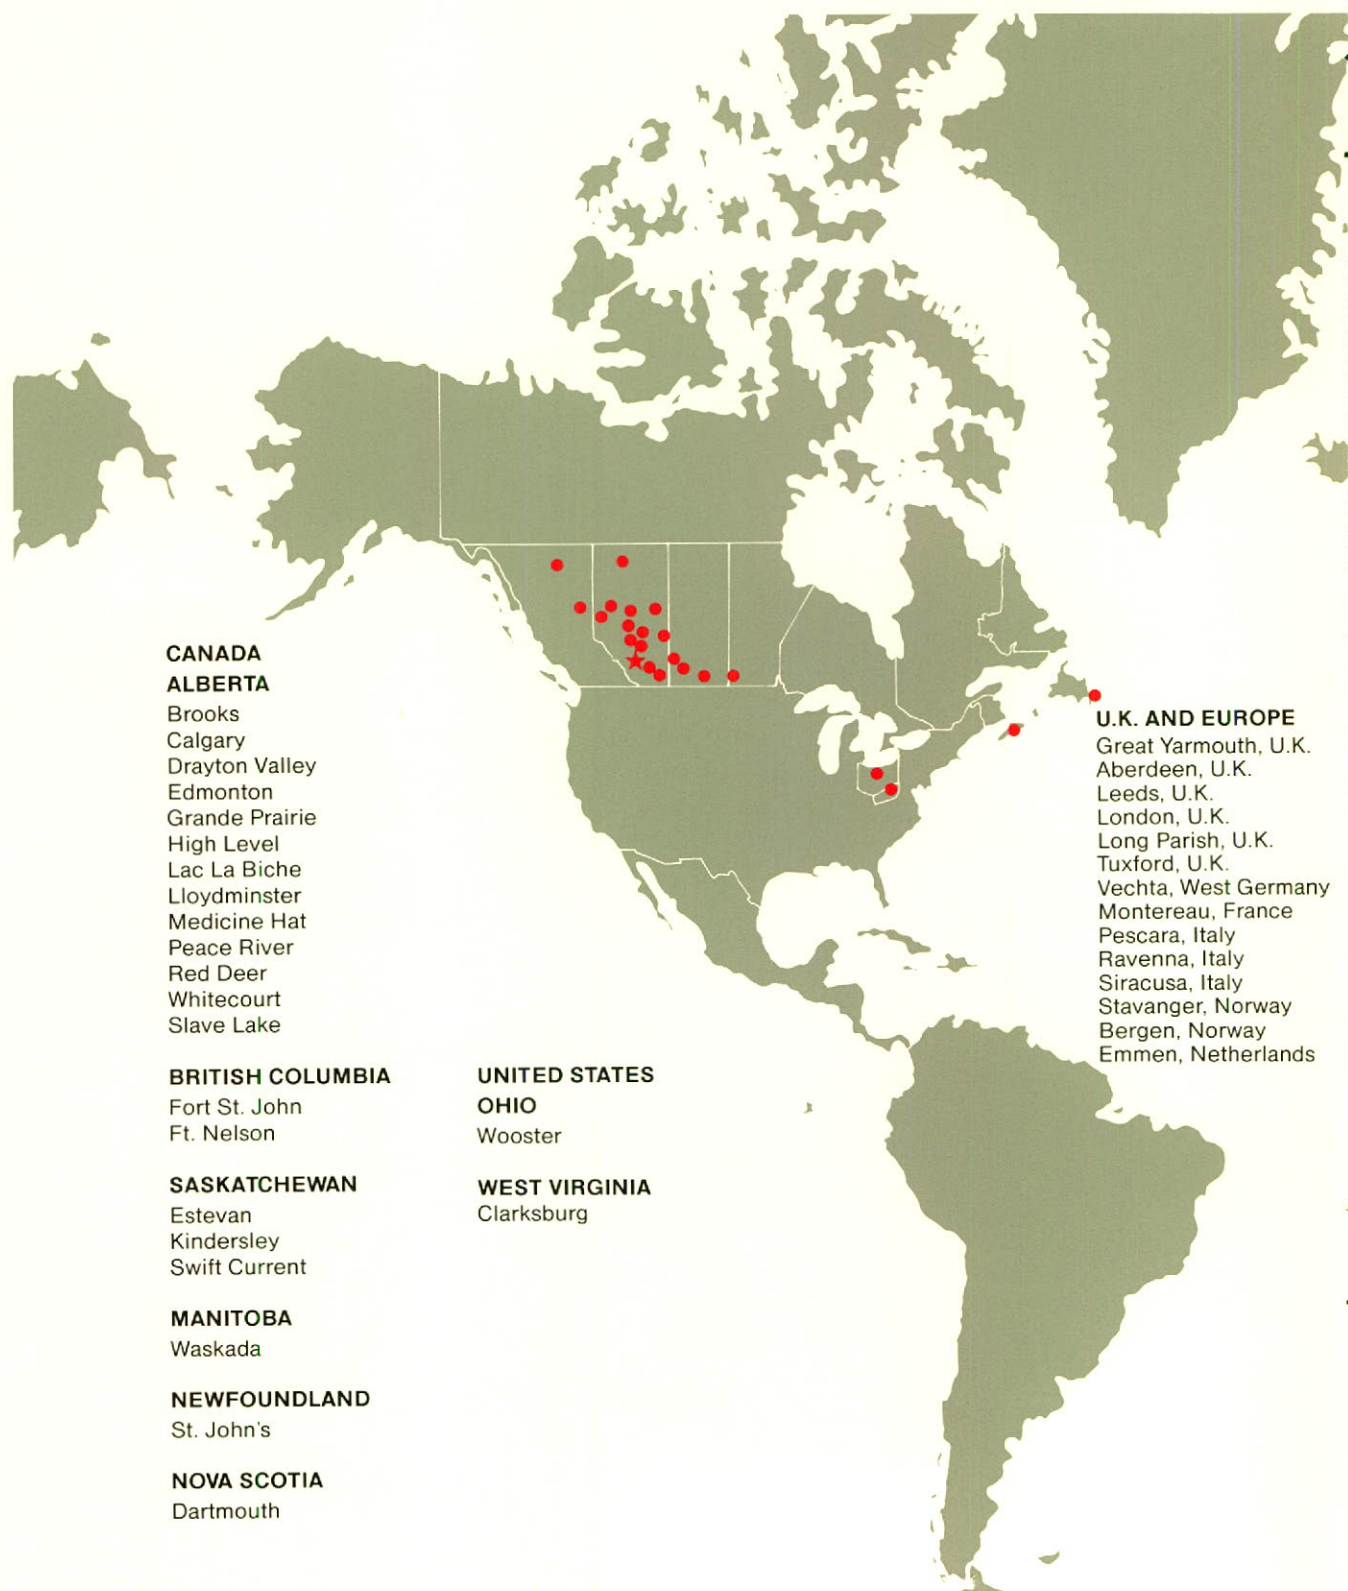 CANADA
ALBERTA
Brooks
Calgary
Drayton Valley
Edmonton
Grande Prairie
High Level
Lac La Biche
Lloydminster
Medicine Hat
Peace River
Red Deer
Whitecourt
Slave Lake
BRITISH COLUMBIA
Fort St. John
Ft. Nelson
SASKATCHEWAN
Estevan
Kindersley
Swift Current
MANITOBA
Waskada
NEWFOUNDLAND
St. John's
NOVA SCOTIA
Dartmouth
UNITED STATES
OHIO
Wooster
WEST VIRGINIA
Clarksburg
U.K. AND EUROPE
Great Yarmouth, U.K.
Aberdeen, U.K.
Leeds, U.K.
London, U.K.
Long Parish, U.K.
Tuxford, U.K.
Vechta, West Germany
Montereau, France
Pescara, Italy
Ravenna, Italy
Siracusa, Italy
Stavanger, Norway
Bergen, Norway
Emmen, Netherlands